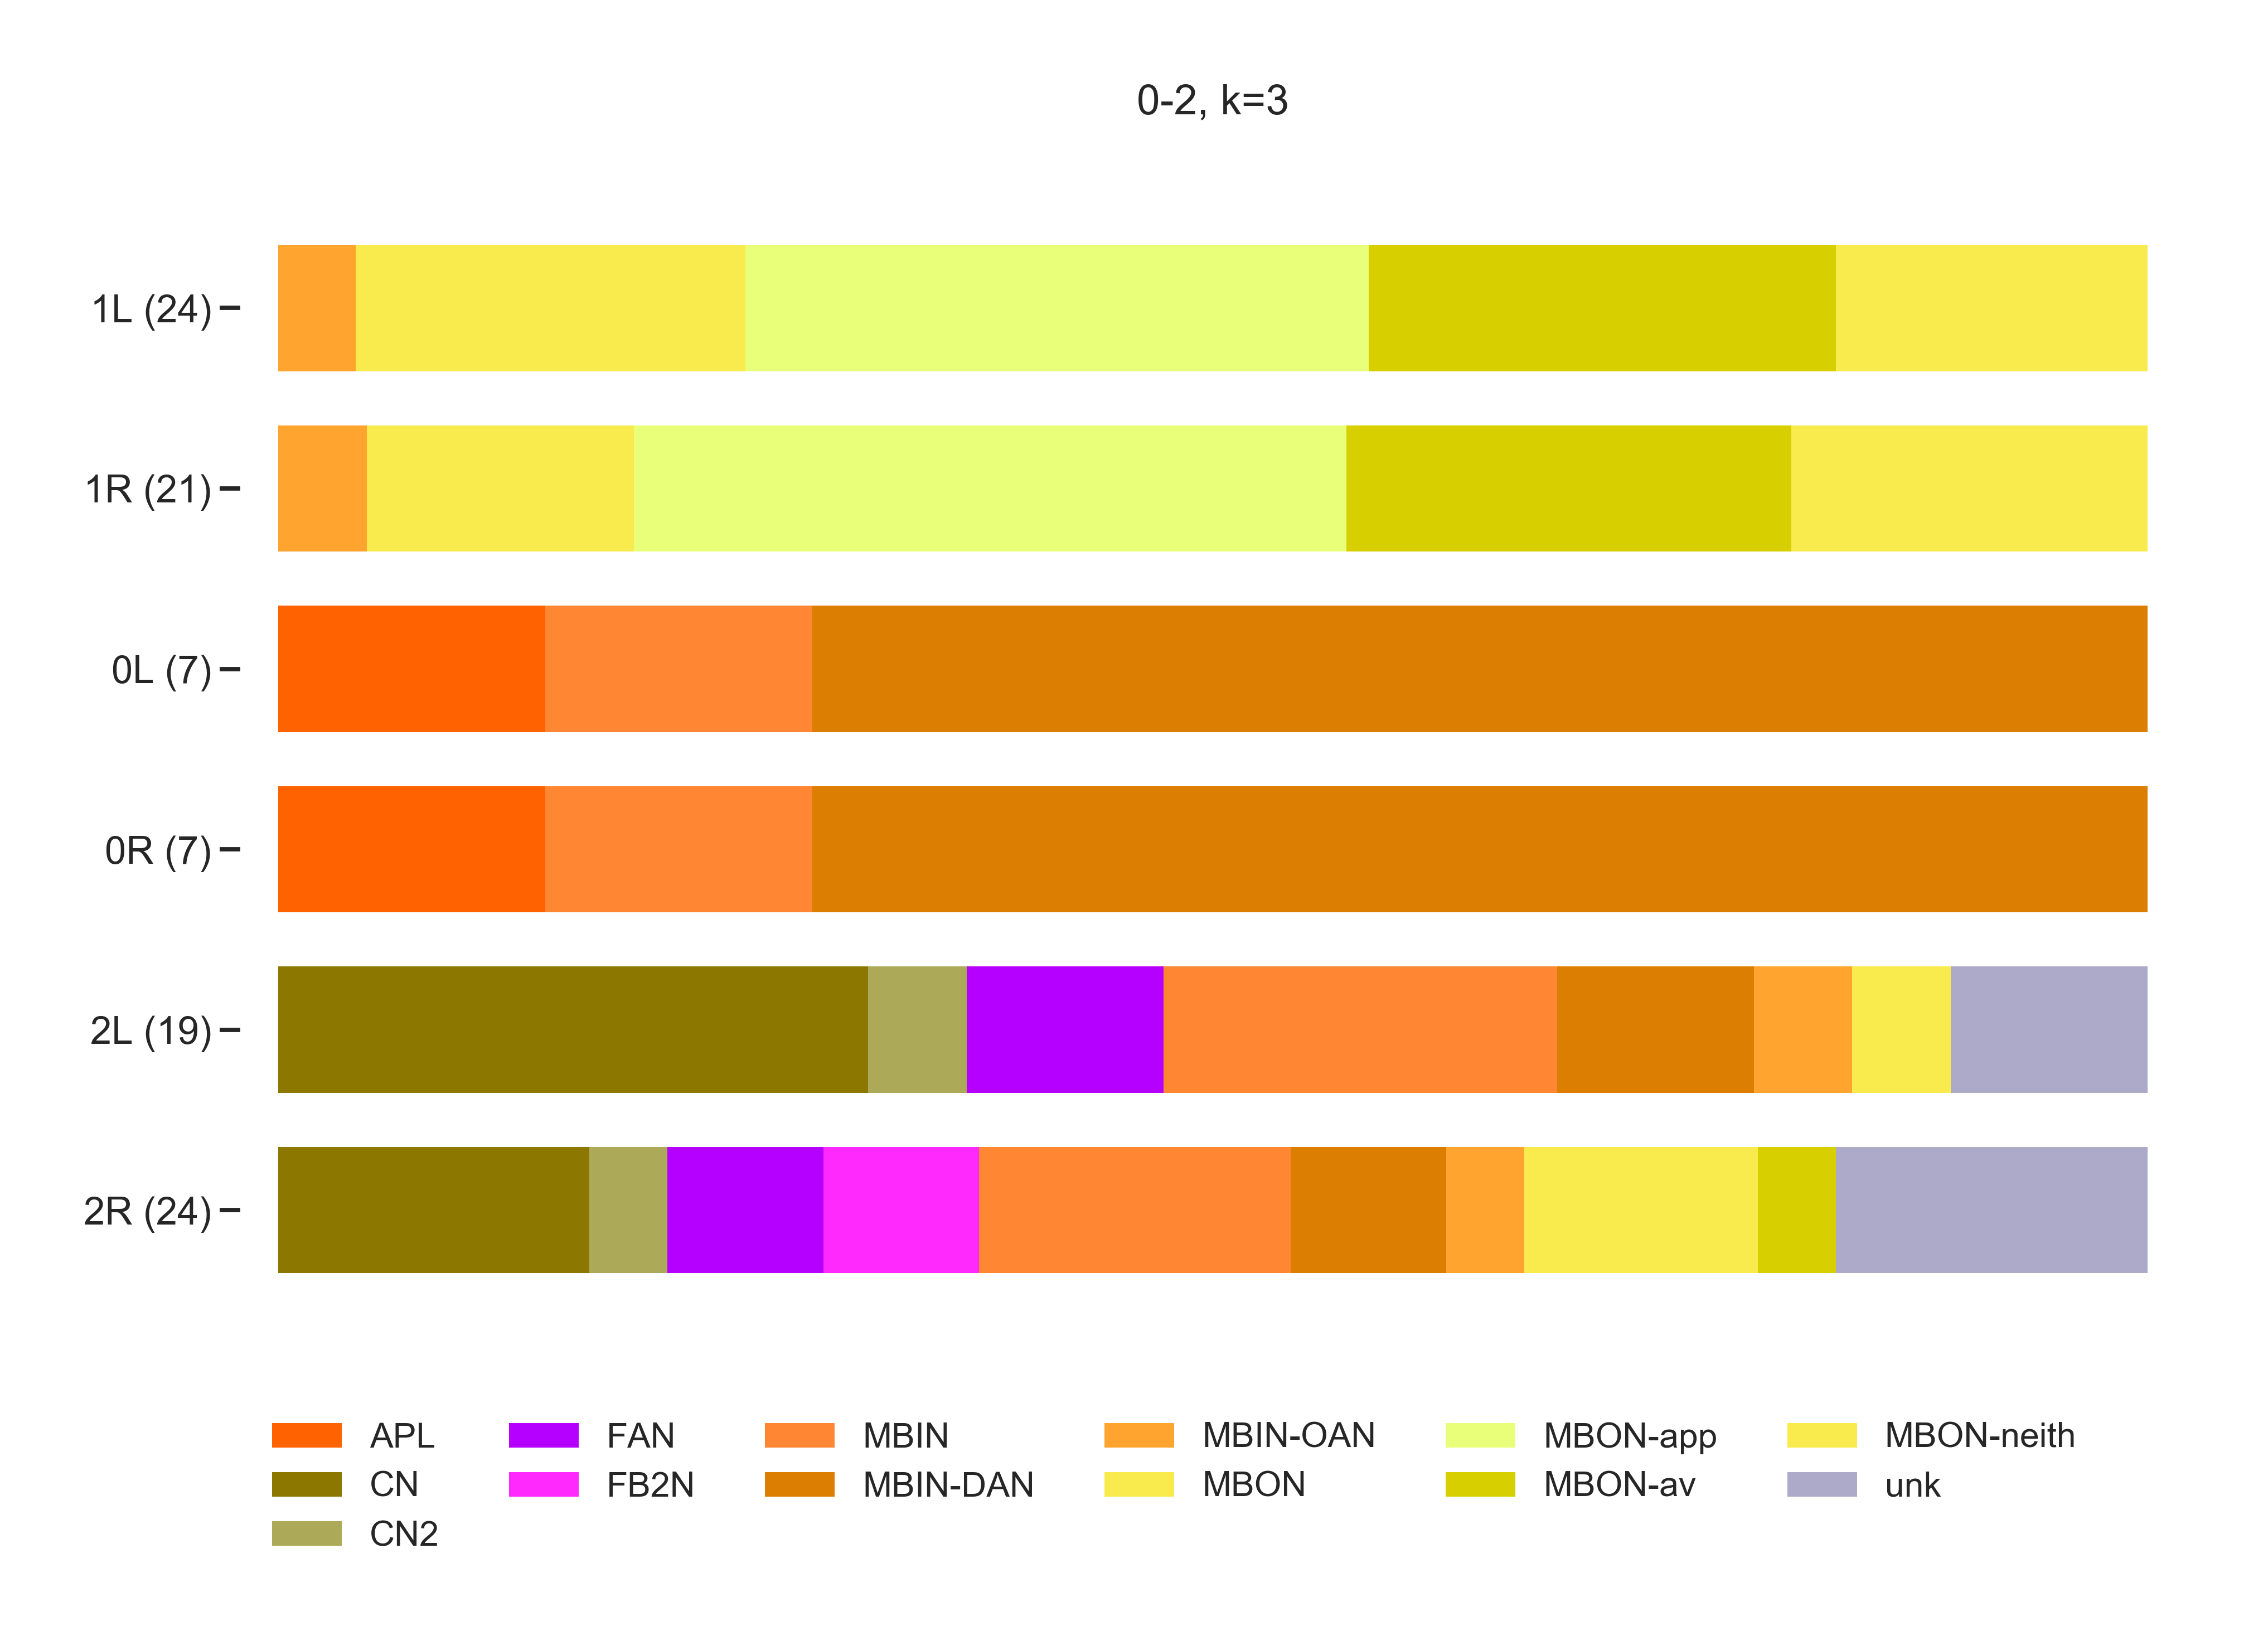 0-2, k=3
1L (24)
1R (21)
0L (7)
0R (7)
2L (19)
2R (24)
APL FAN MBIN MBIN-OAN MBON-app MBON-neith
CN FB2N MBIN-DAN MBON MBON-av unk
CN2